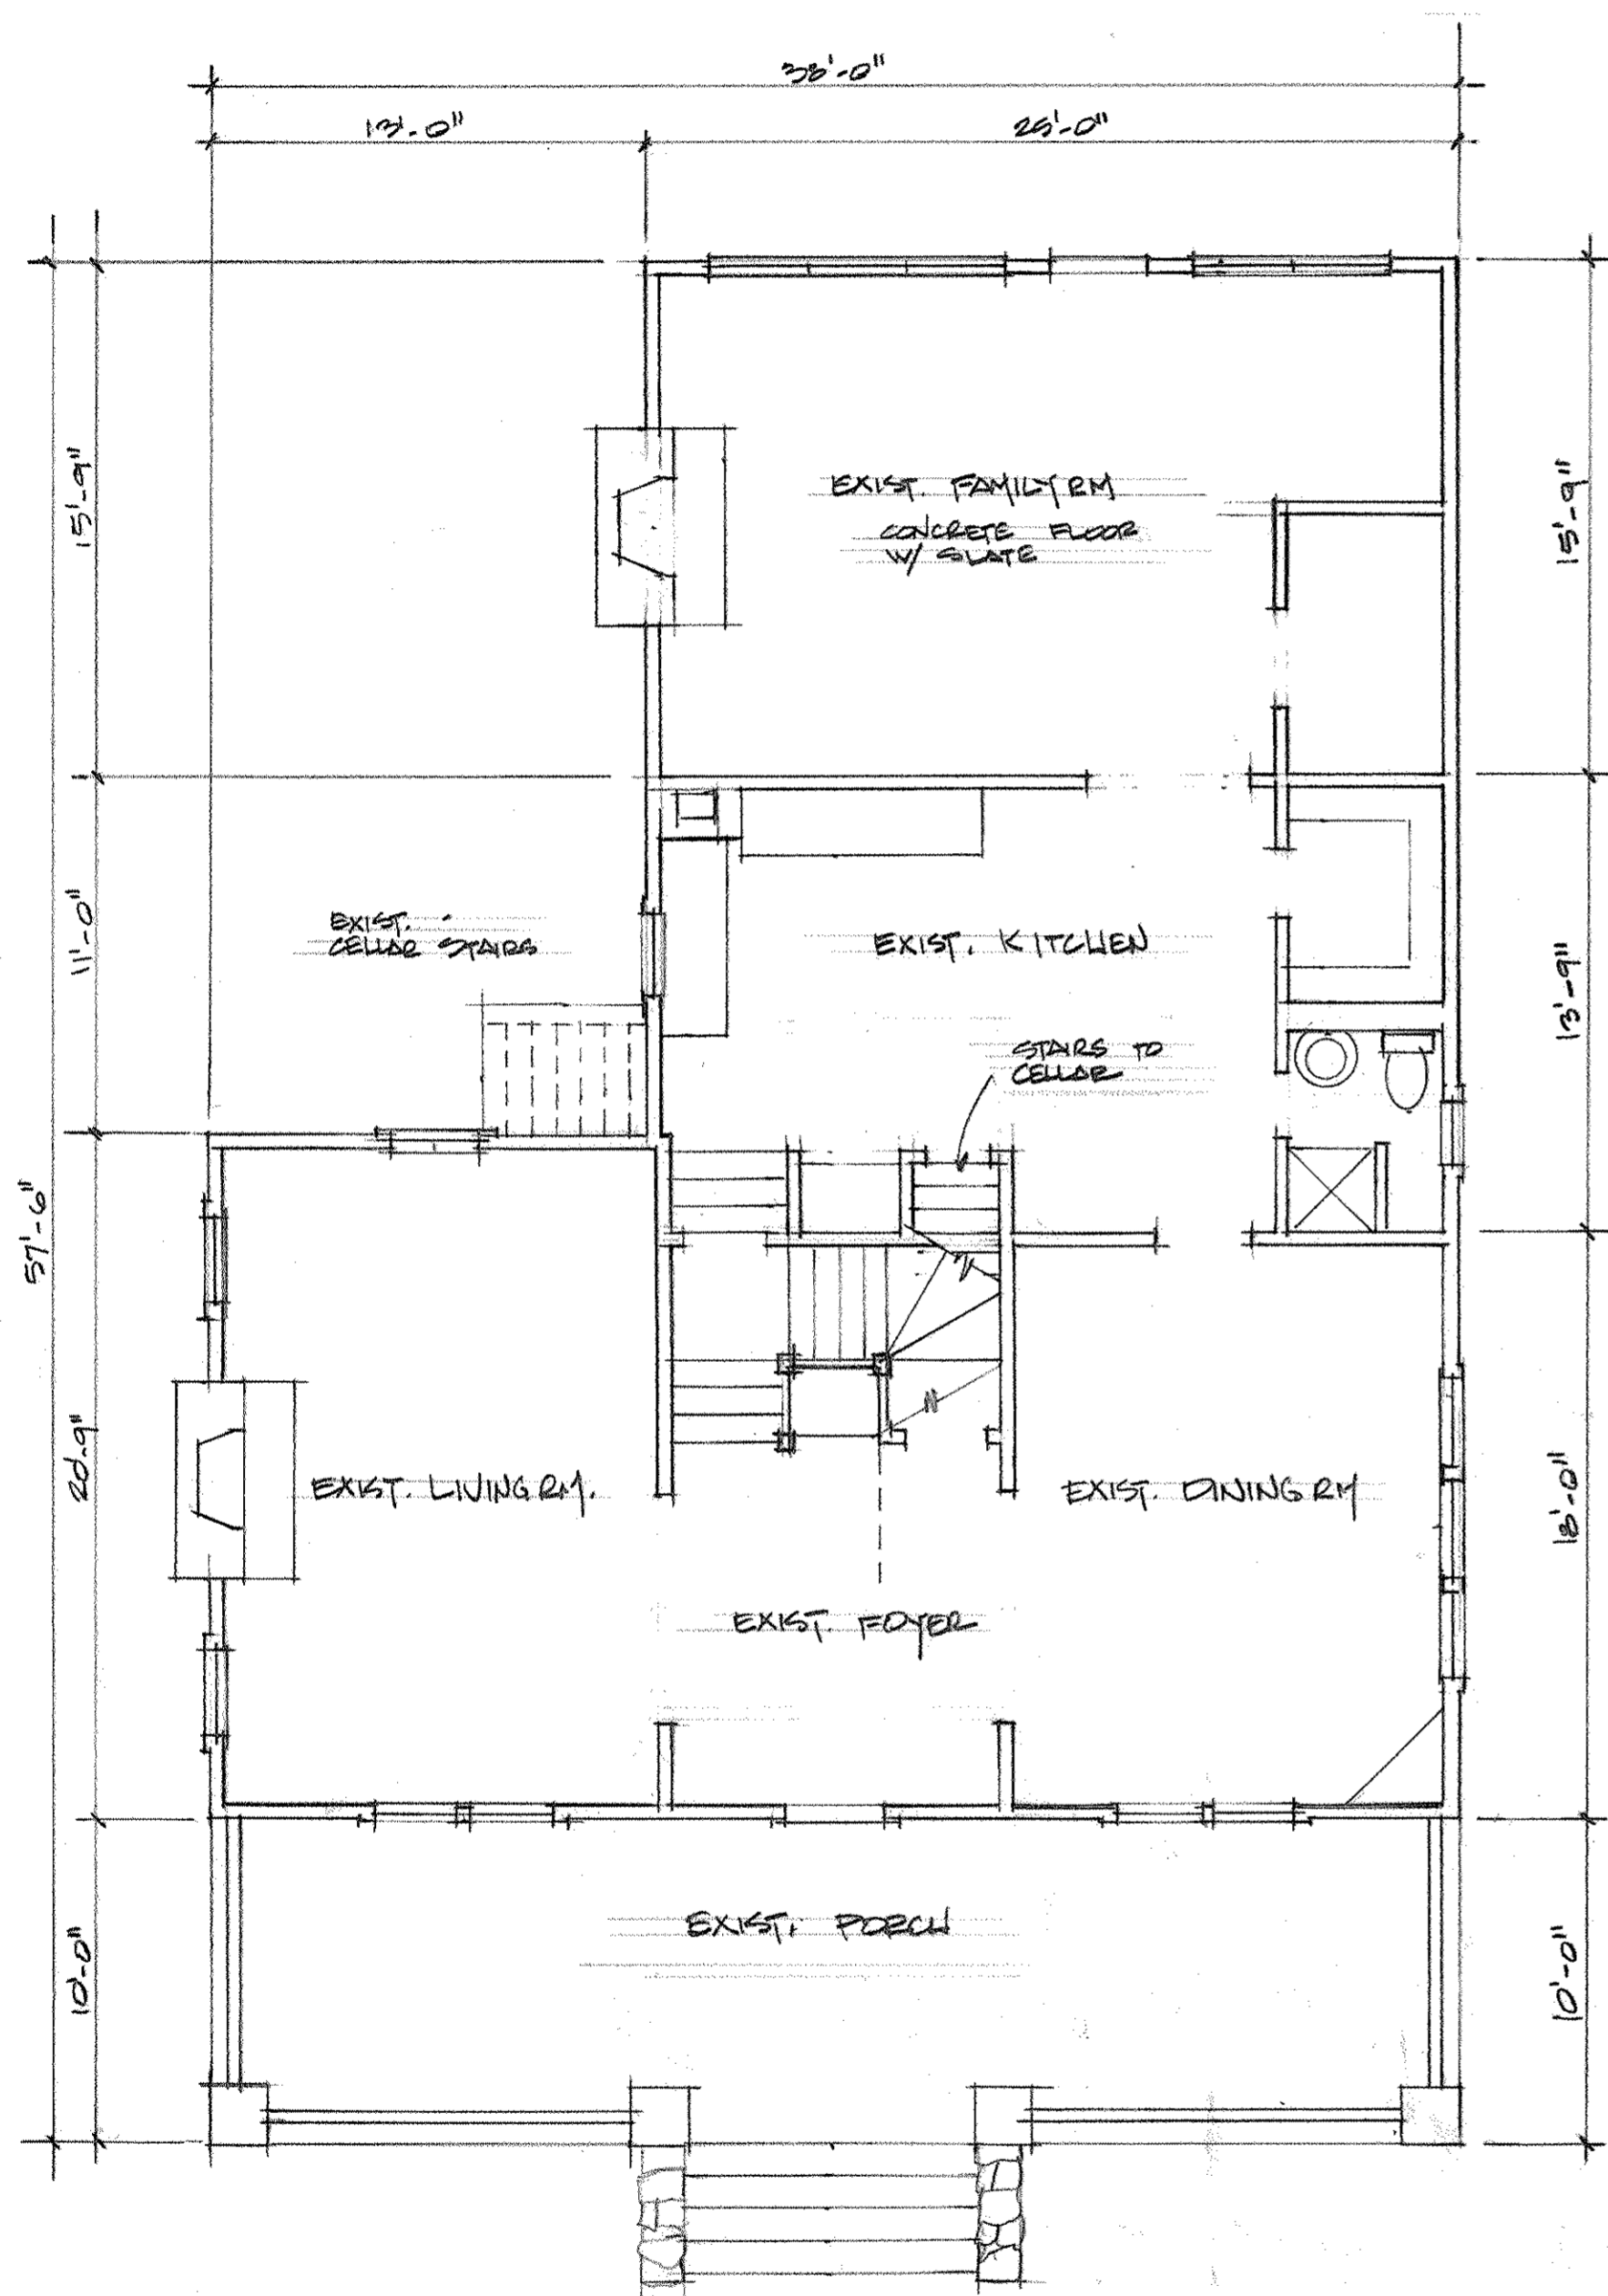 38'-0"
13'-0"
25'-0"
15'-9"
15'-9"
EXIST. FAMILY RM
CONCRETE FLOOR
W/ SLATE
11'-0"
EXIST.
CELLAR STAIRS
EXIST. KITCHEN
13'-9"
STAIRS TO
CELLAR
57'-6"
20'-9"
EXIST. LIVING RM.
EXIST. DINING RM
18'-0"
EXIST. FOYER
EXIST. PORCH
10'-0"
10'-0"